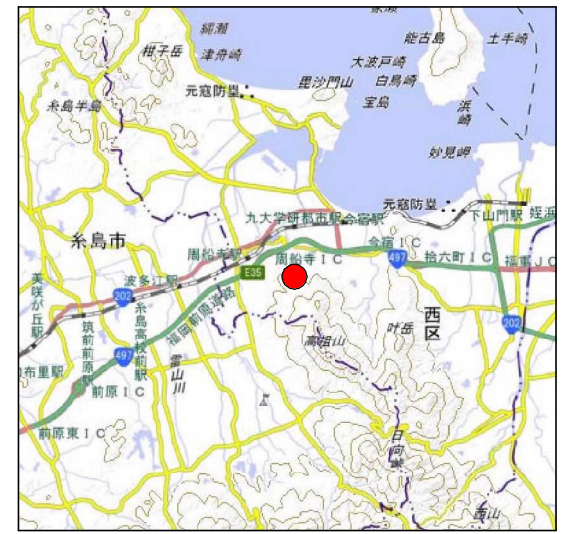 縄瀬
能古島
土手崎
柑子岳
津舟崎
大波戸崎
毘沙門山
白鳥崎
糸島半島
元寇防塁
宝島
浜崎
妙見岬
元寇防塁
九大学研都市駅
今宿駅
下山門駅
姪浜
糸島市
周船寺駅
周船寺IC
今宿IC
497
拾六町IC
福重JC
波多江駅
E35
美咲が丘駅
202
西区
福岡前原道路
糸島高校前駅
筑前前原駅
202
497
高祖山
叶岳
雷山川
布里駅
前原IC
前原東IC
日向峠
西山